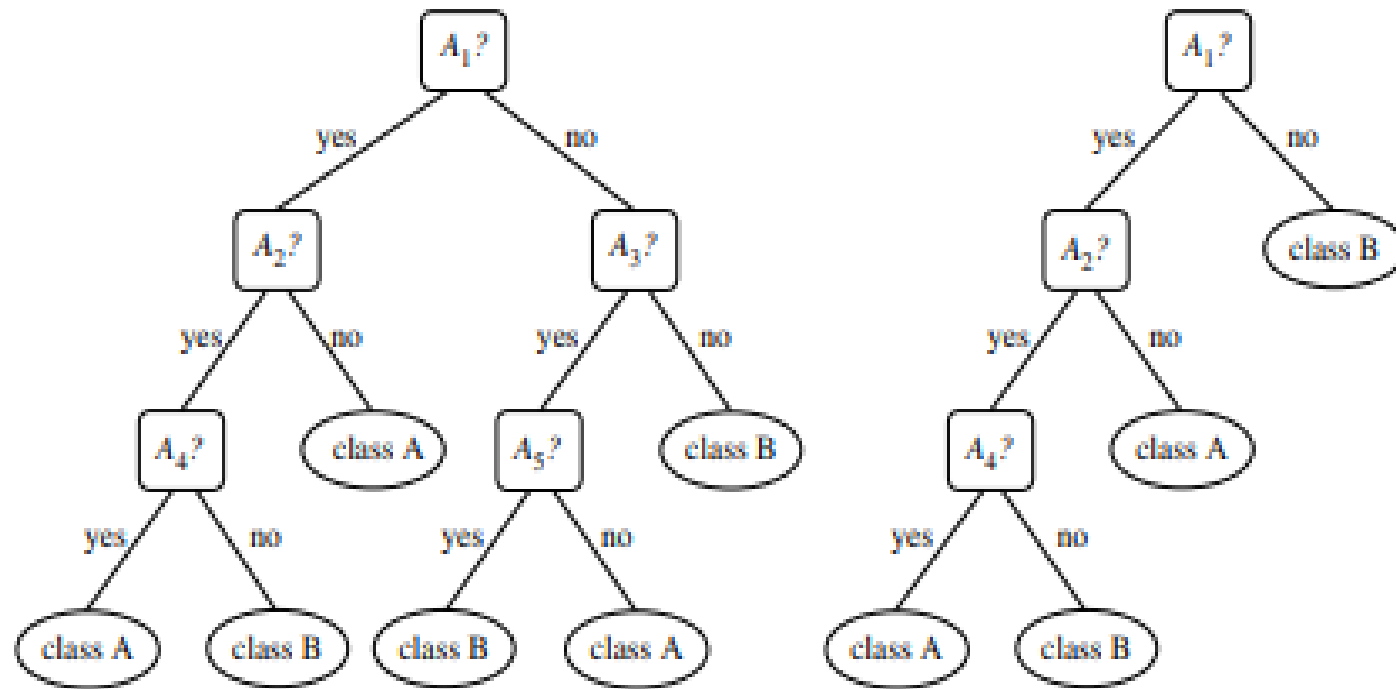 A₁?
A₁?
yes
no
yes
no
A₂?
A₃?
A₂?
class B
yes
no
yes
no
yes
no
A₄?
class A
A₅?
class B
A₄?
class A
yes
no
yes
no
yes
no
class A
class B
class B
class A
class A
class B